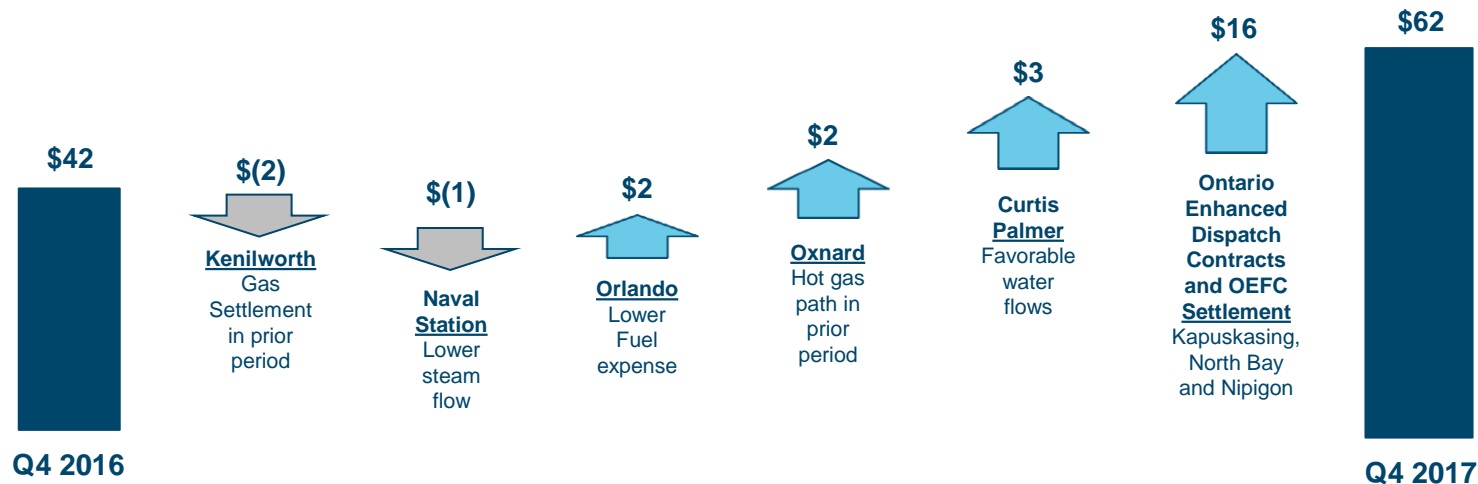 $42
Q4 2016
$(2)
Kenilworth
Gas
Settlement
in prior
period
$(1)
Naval
Station
Lower
steam
flow
$2
Orlando
Lower
Fuel
expense
$2
Oxnard
Hot gas
path in
prior
period
$3
Curtis
Palmer
Favorable
water
flows
$16
Ontario
Enhanced
Dispatch
Contracts
and OEFC
Settlement
Kapuskasing,
North Bay
and Nipigon
$62
Q4 2017